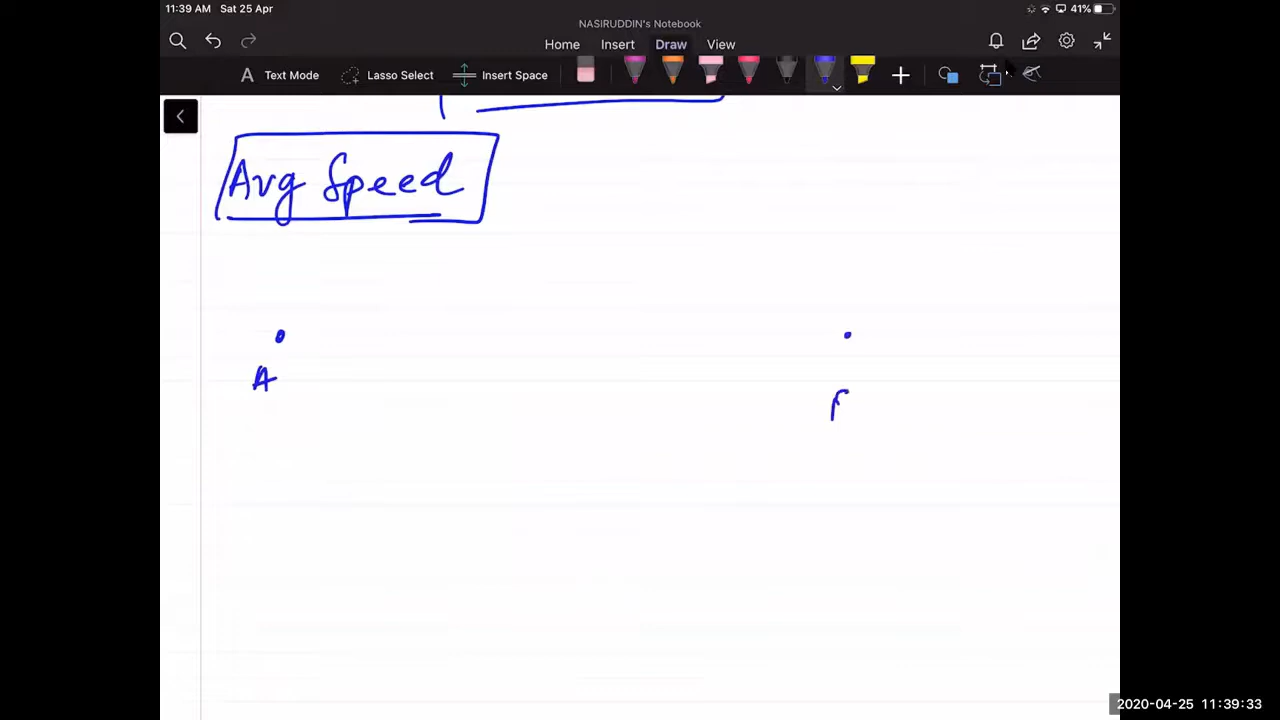 11:39 AM Sat 25 Apr 41%
NASIRUDDIN's Notebook
Home Insert Draw View
A Text Mode Lasso Select Insert Space
Avg Speed
A
2020-04-25 11:39:33